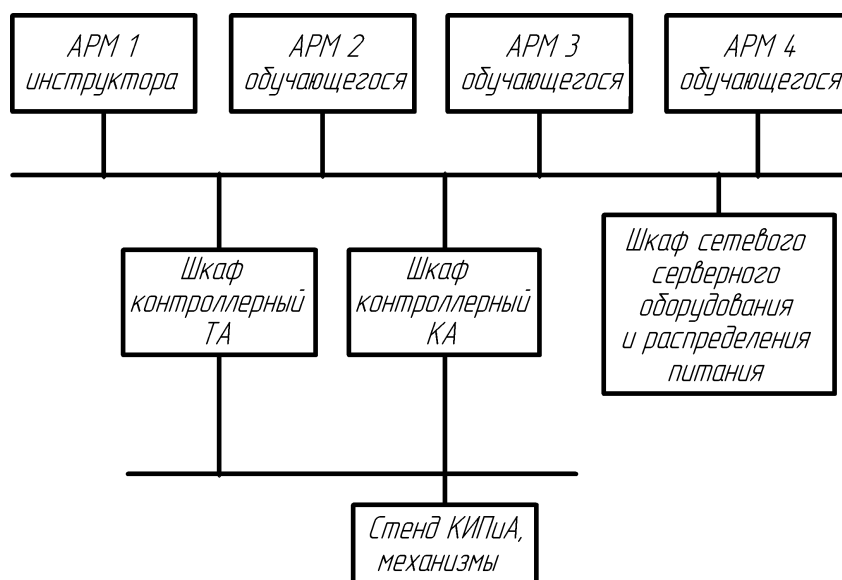 АРМ 1
инструктора
АРМ 2
обучающегося
АРМ 3
обучающегося
АРМ 4
обучающегося
Шкаф
контроллерный
ТА
Шкаф
контроллерный
КА
Шкаф сетевого
серверного
оборудования
и распределения
питания
Стенд КИПиА,
механизмы